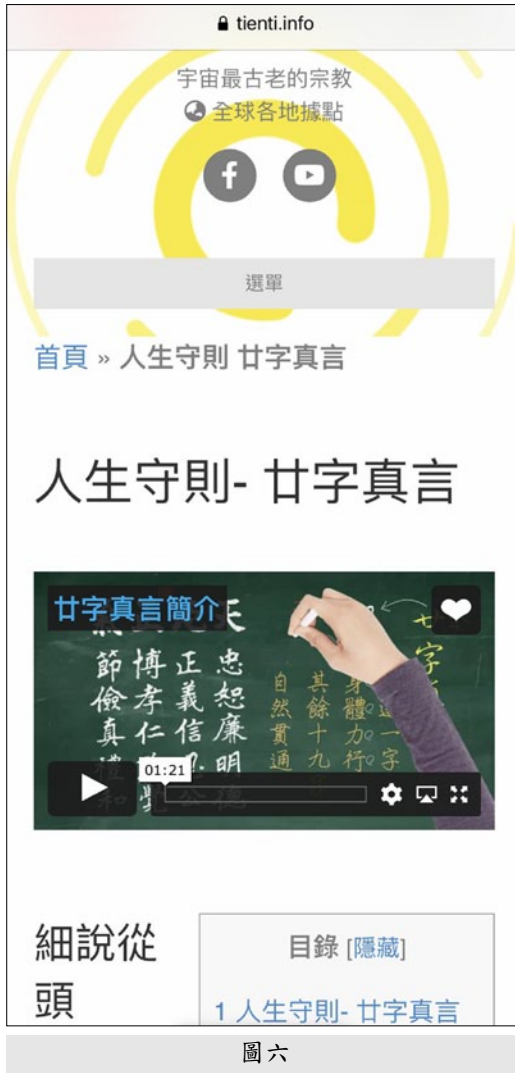 tienti.info
宇宙最古老的宗教
全球各地據點
選單
首頁 » 人生守則 廿字真言
人生守則- 廿字真言
廿字真言簡介
忠恕廉明德
正義信
博孝仁
節儉真禮和
身體力行
其餘十九
自然貫通
01:21
細說從頭
目錄 [隱藏]
1 人生守則- 廿字真言
圖六